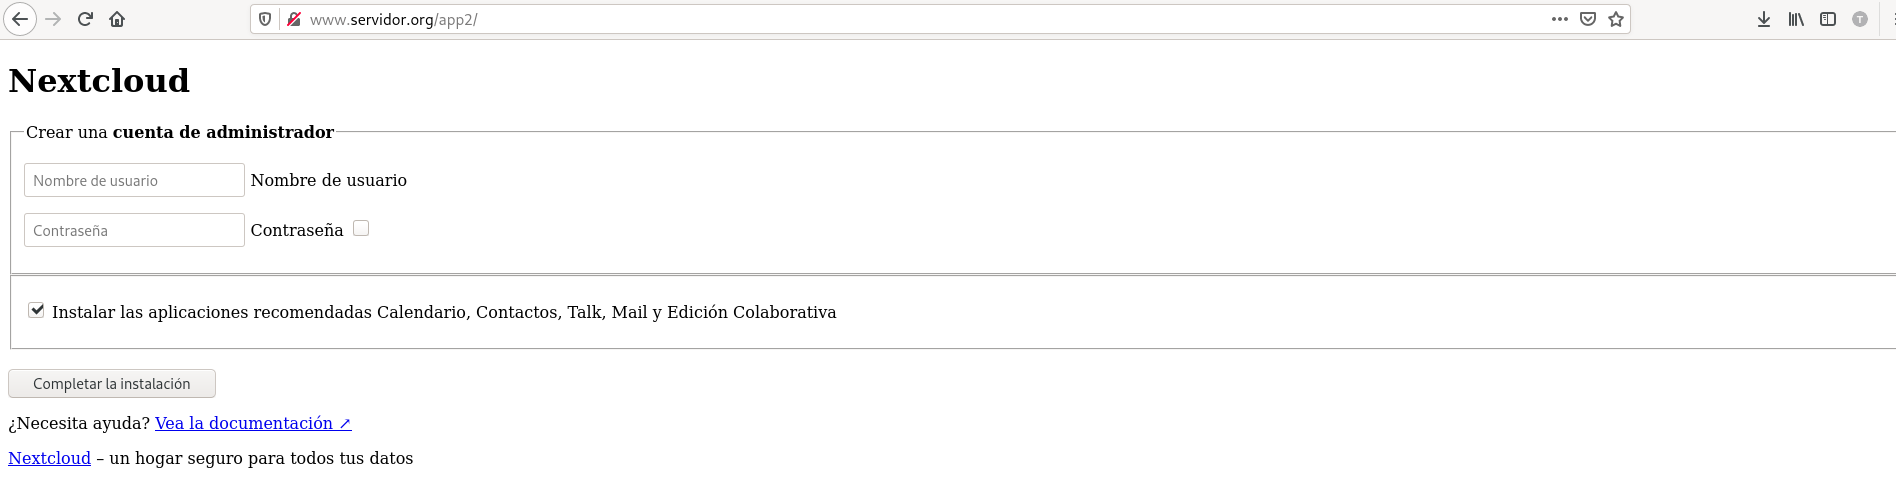 www.servidor.org/app2/
T
Nextcloud
Crear una cuenta de administrador
Nombre de usuario Nombre de usuario
Contraseña Contraseña
Instalar las aplicaciones recomendadas Calendario, Contactos, Talk, Mail y Edición Colaborativa
Completar la instalación
¿Necesita ayuda? Vea la documentación ↗
Nextcloud – un hogar seguro para todos tus datos